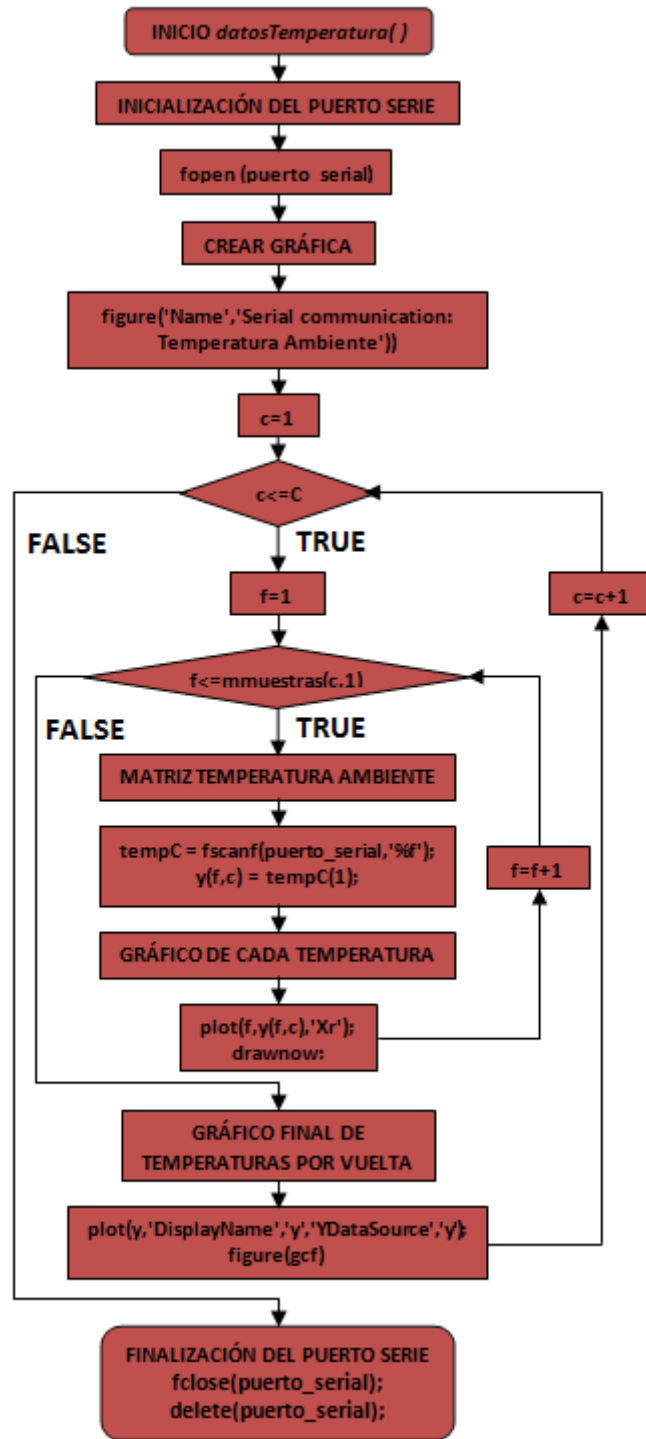 INICIO datosTemperatura( )
INICIALIZACIÓN DEL PUERTO SERIE
fopen (puerto_serial)
CREAR GRÁFICA
figure('Name','Serial communication:
Temperatura Ambiente'))
c=1
c<=C
FALSE
TRUE
f=1
c=c+1
f<=mmuestras(c,1)
FALSE
TRUE
MATRIZ TEMPERATURA AMBIENTE
tempC = fscanf(puerto_serial,'%f');
y(f,c) = tempC(1);
f=f+1
GRÁFICO DE CADA TEMPERATURA
plot(f,y(f,c),'Xr');
drawnow;
GRÁFICO FINAL DE
TEMPERATURAS POR VUELTA
plot(y,'DisplayName','y','YDataSource','y');
figure(gcf)
FINALIZACIÓN DEL PUERTO SERIE
fclose(puerto_serial);
delete(puerto_serial);